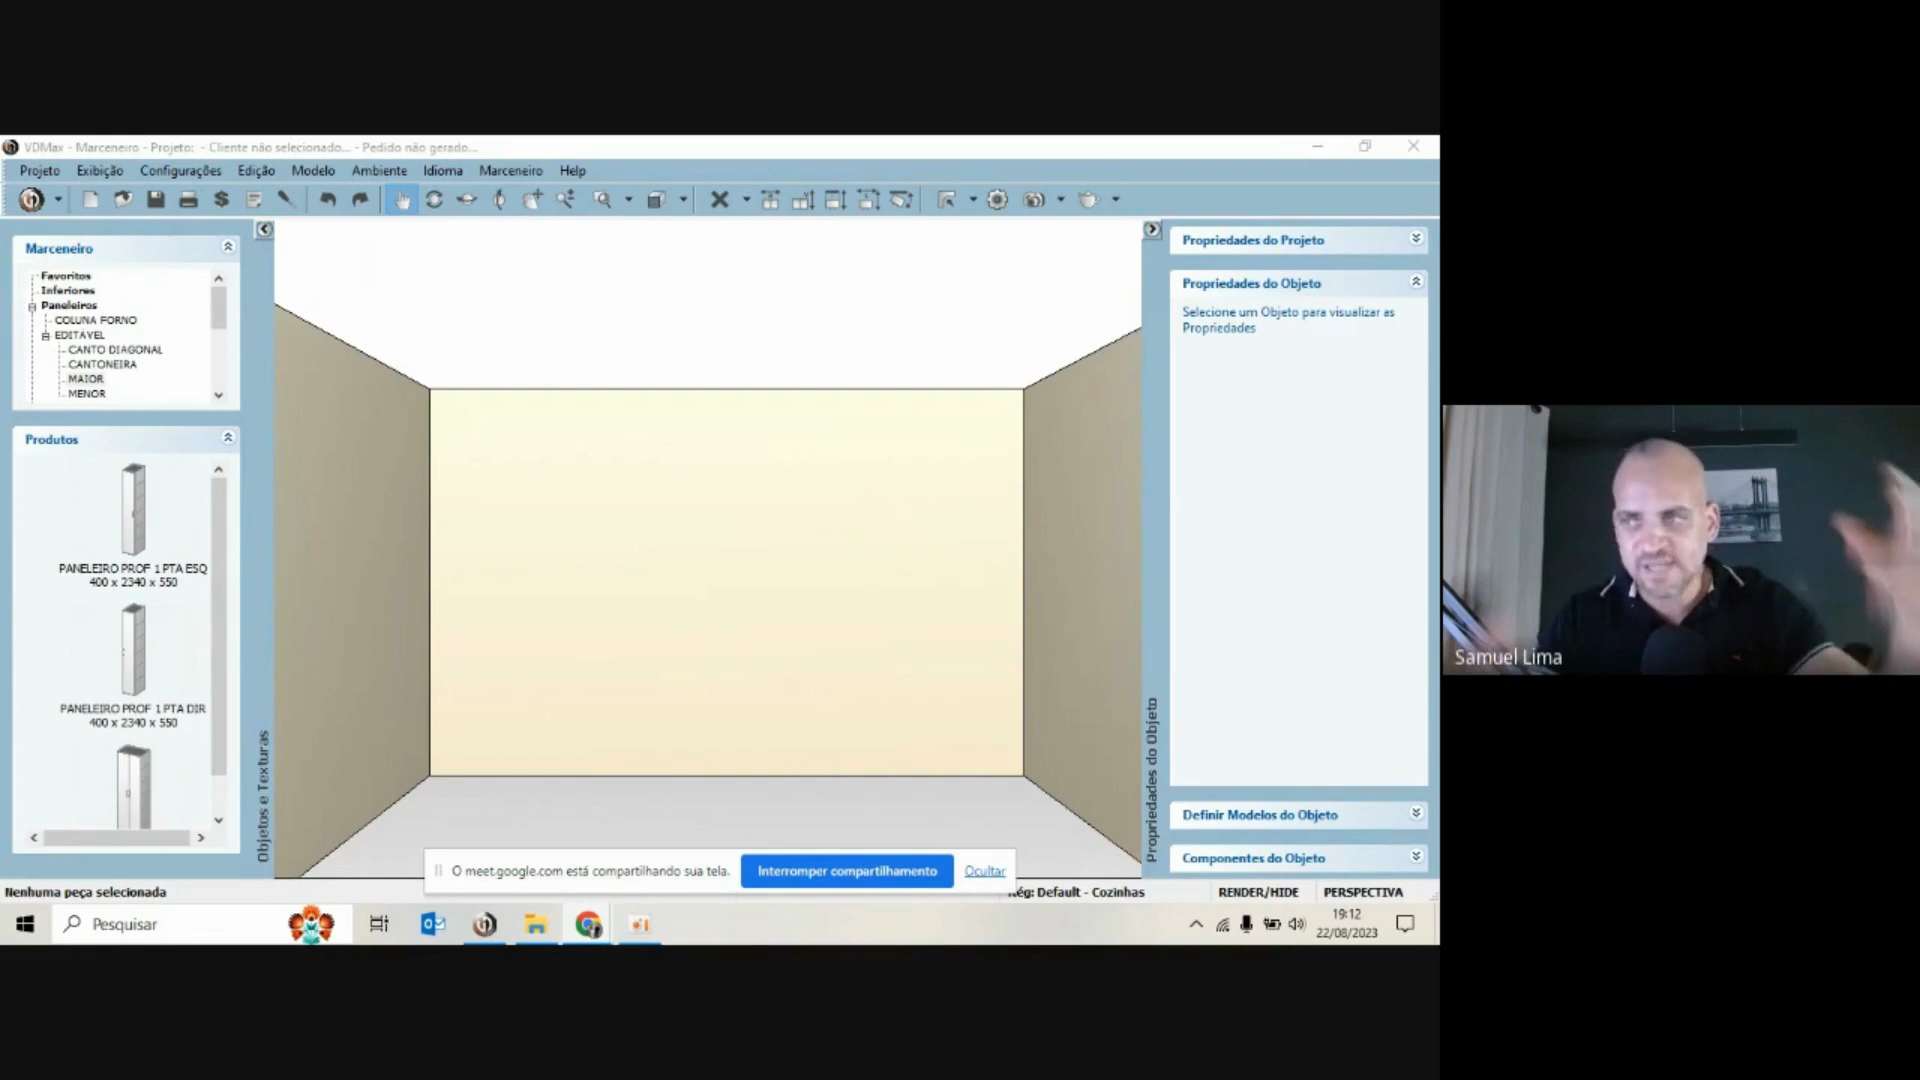 VDMax - Marceneiro - Projeto:  - Cliente não selecionado... - Pedido não gerado...
Projeto Exibição Configurações Edição Modelo Ambiente Idioma Marceneiro Help
Marceneiro
Favoritos
Inferiores
Paneleiros
COLUNA FORNO
EDITÁVEL
CANTO DIAGONAL
CANTONEIRA
MAIOR
MENOR
Produtos
PANELEIRO PROF 1 PTA ESQ
400 x 2340 x 550
PANELEIRO PROF 1 PTA DIR
400 x 2340 x 550
Objetos e Texturas
Propriedades do Objeto
Propriedades do Projeto
Propriedades do Objeto
Selecione um Objeto para visualizar as
Propriedades
Definir Modelos do Objeto
Componentes do Objeto
O meet.google.com está compartilhando sua tela. Interromper compartilhamento Ocultar
Nenhuma peça selecionada
Default - Cozinhas RENDER/HIDE PERSPECTIVA
Pesquisar
19:12
22/08/2023
Samuel Lima